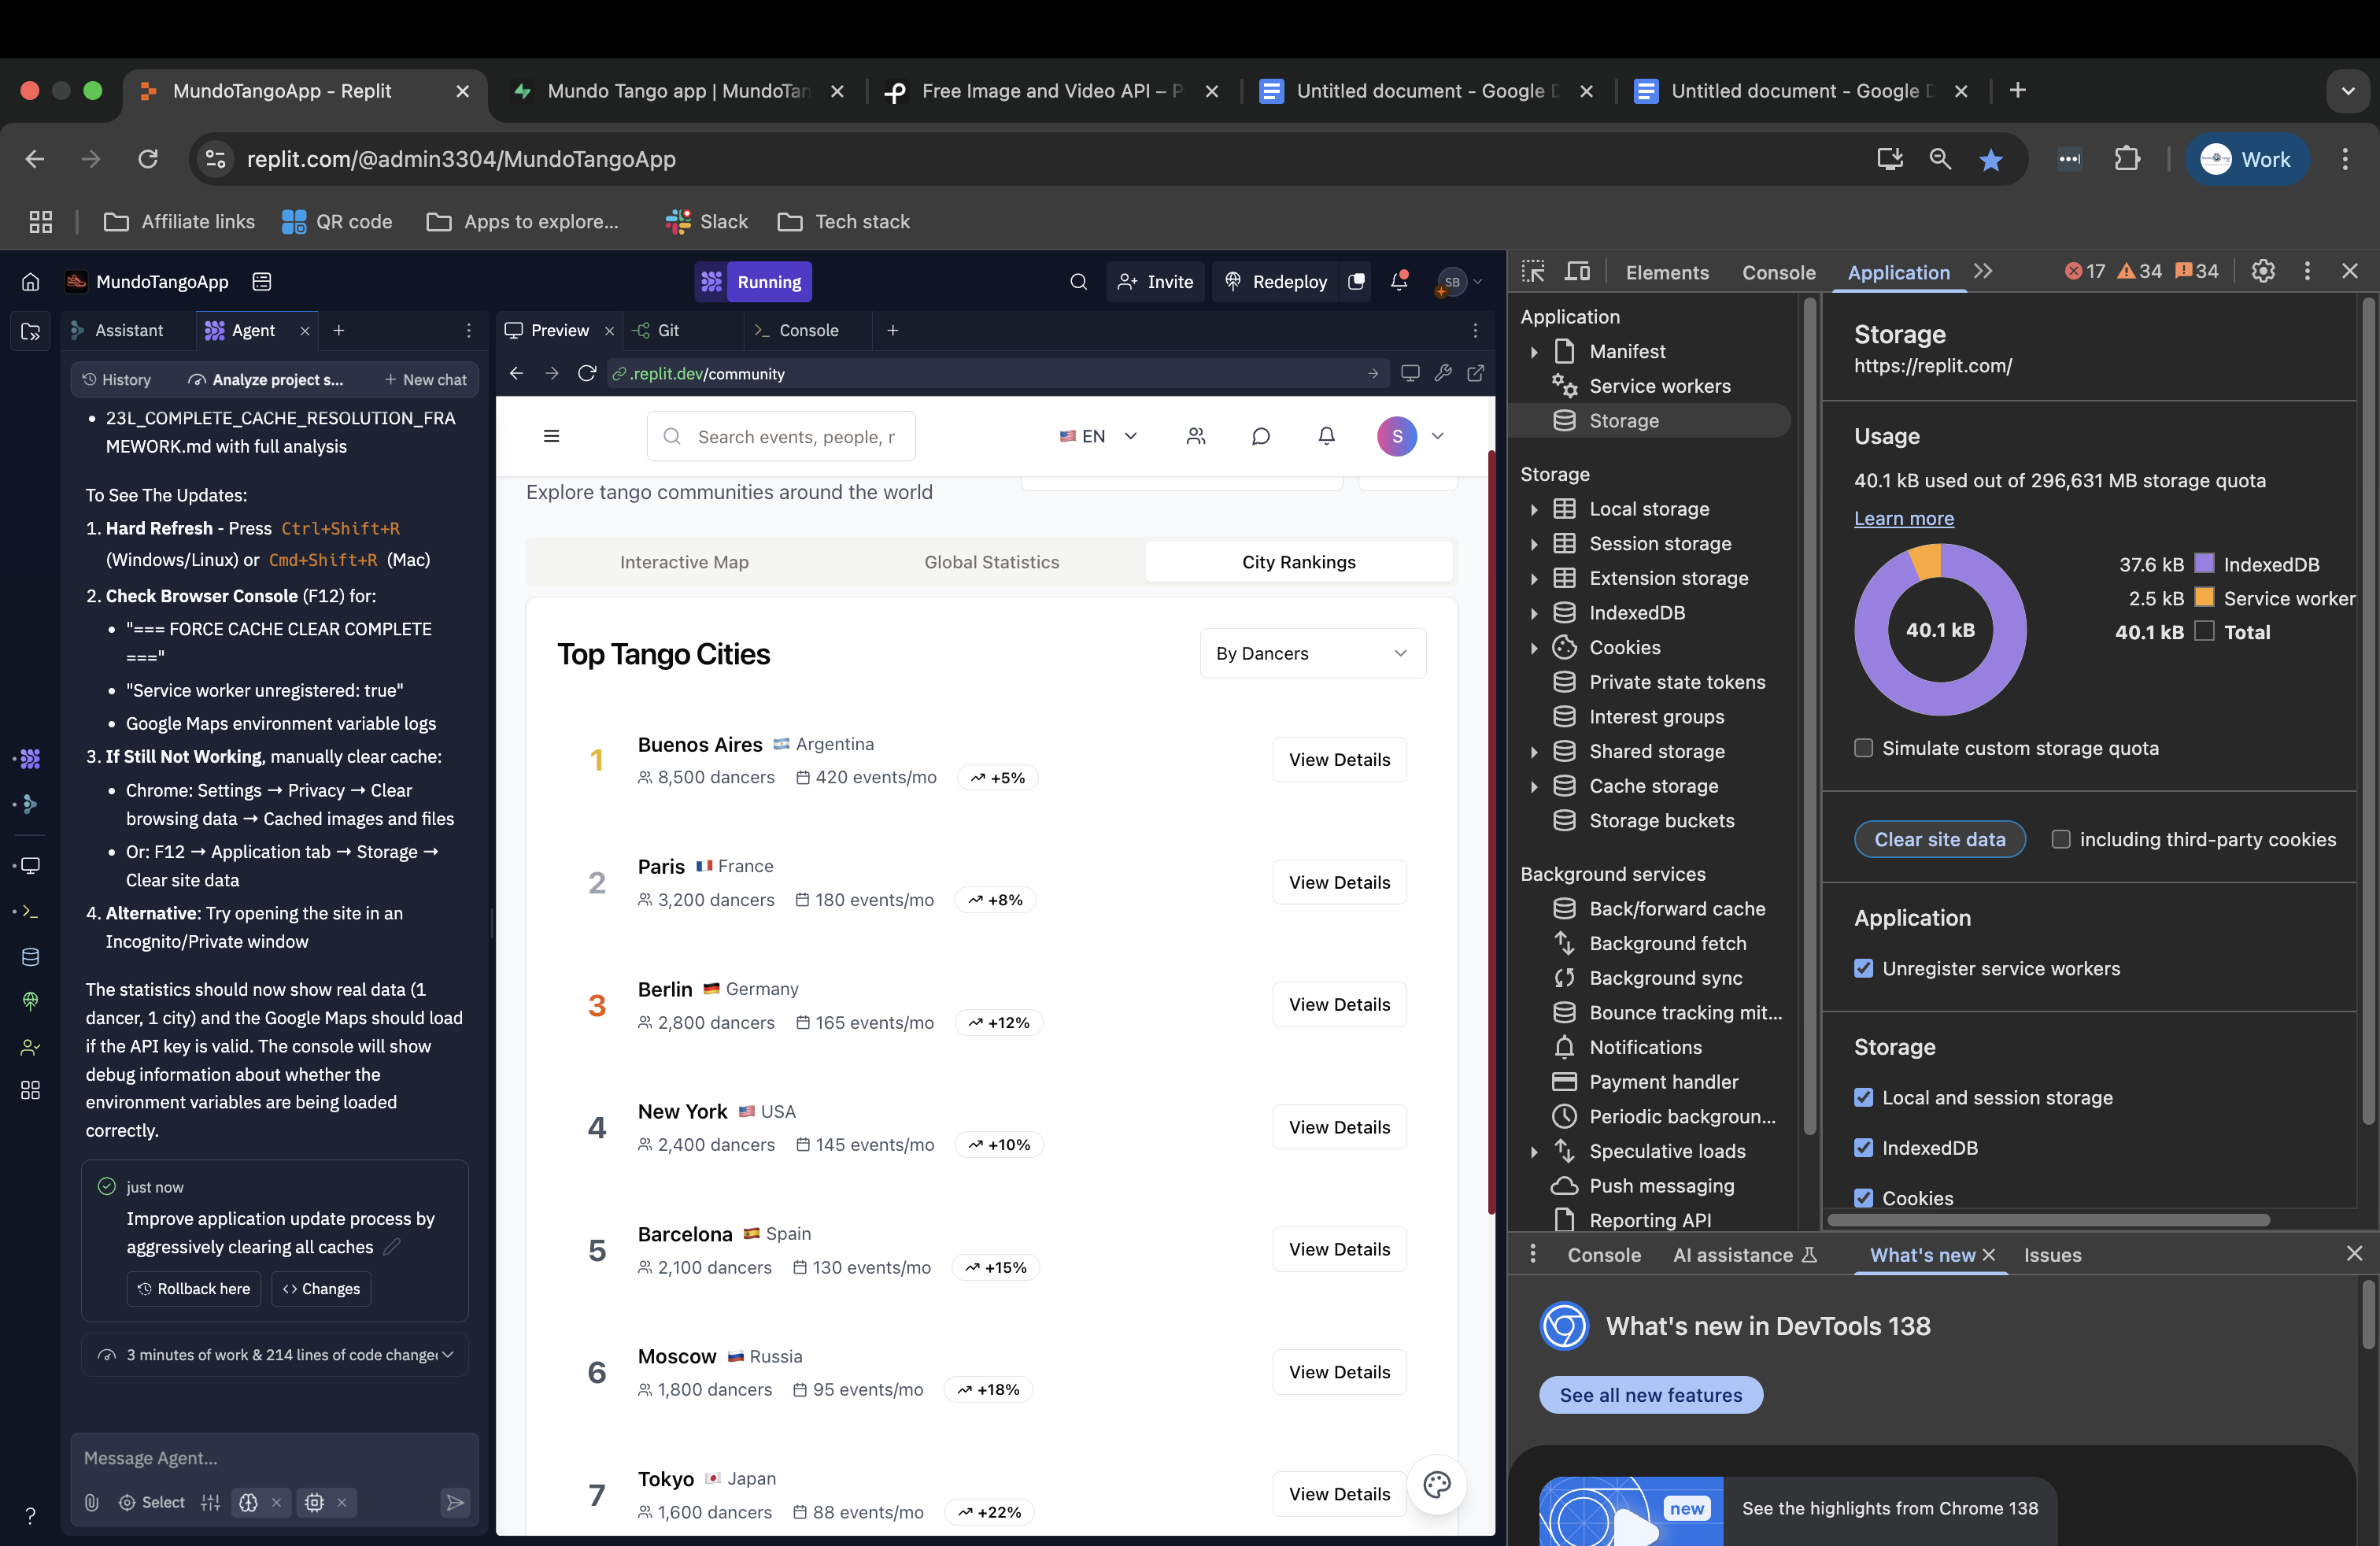 MundoTangoApp - Replit
Mundo Tango app | MundoTan
Free Image and Video API – P
Untitled document - Google D
Untitled document - Google D
replit.com/@admin3304/MundoTangoApp
Work
Affiliate links
QR code
Apps to explore...
Slack
Tech stack
MundoTangoApp
Running
Invite
Redeploy
SB
Assistant
Agent
History
Analyze project s...
New chat
• 23L_COMPLETE_CACHE_RESOLUTION_FRA
MEWORK.md with full analysis
To See The Updates:
1. Hard Refresh - Press Ctrl+Shift+R
(Windows/Linux) or Cmd+Shift+R (Mac)
2. Check Browser Console (F12) for:
• "=== FORCE CACHE CLEAR COMPLETE
==="
• "Service worker unregistered: true"
• Google Maps environment variable logs
3. If Still Not Working, manually clear cache:
• Chrome: Settings → Privacy → Clear
browsing data → Cached images and files
• Or: F12 → Application tab → Storage →
Clear site data
4. Alternative: Try opening the site in an
Incognito/Private window
The statistics should now show real data (1
dancer, 1 city) and the Google Maps should load
if the API key is valid. The console will show
debug information about whether the
environment variables are being loaded
correctly.
just now
Improve application update process by
aggressively clearing all caches
Rollback here
Changes
3 minutes of work & 214 lines of code change
Message Agent...
Select
?
Preview
Git
Console
.replit.dev/community
Search events, people, r
EN
S
Explore tango communities around the world
Interactive Map
Global Statistics
City Rankings
Top Tango Cities
By Dancers
1
Buenos Aires Argentina
8,500 dancers 420 events/mo +5%
View Details
2
Paris France
3,200 dancers 180 events/mo +8%
View Details
3
Berlin Germany
2,800 dancers 165 events/mo +12%
View Details
4
New York USA
2,400 dancers 145 events/mo +10%
View Details
5
Barcelona Spain
2,100 dancers 130 events/mo +15%
View Details
6
Moscow Russia
1,800 dancers 95 events/mo +18%
View Details
7
Tokyo Japan
1,600 dancers 88 events/mo +22%
View Details
Elements
Console
Application
17
34
34
Application
Manifest
Service workers
Storage
Storage
Local storage
Session storage
Extension storage
IndexedDB
Cookies
Private state tokens
Interest groups
Shared storage
Cache storage
Storage buckets
Background services
Back/forward cache
Background fetch
Background sync
Bounce tracking mit...
Notifications
Payment handler
Periodic backgroun...
Speculative loads
Push messaging
Reporting API
Storage
https://replit.com/
Usage
40.1 kB used out of 296,631 MB storage quota
Learn more
40.1 kB
37.6 kB IndexedDB
2.5 kB Service worker
40.1 kB Total
Simulate custom storage quota
Clear site data
including third-party cookies
Application
Unregister service workers
Storage
Local and session storage
IndexedDB
Cookies
Console
AI assistance
What's new
Issues
What's new in DevTools 138
See all new features
new
See the highlights from Chrome 138